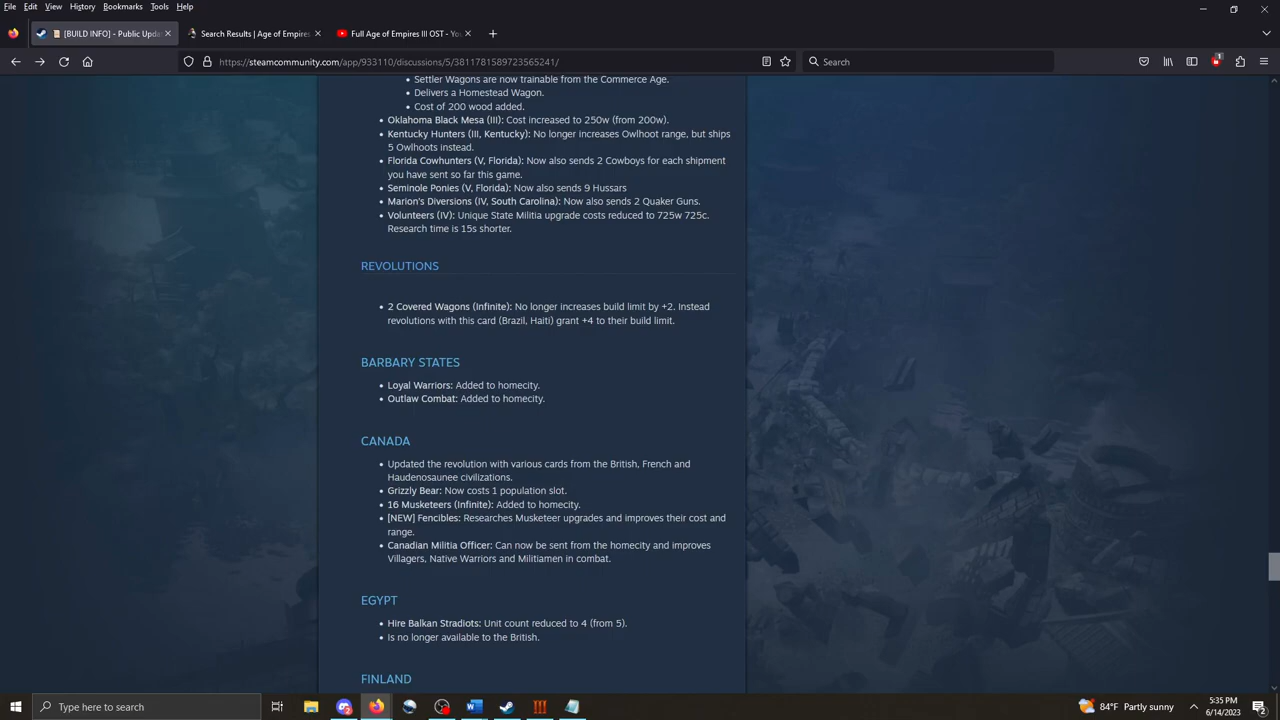 File Edit View History Bookmarks Tools Help
[BUILD INFO] - Public Upda
Search Results | Age of Empires
Full Age of Empires III OST - Yo
https://steamcommunity.com/app/933110/discussions/5/3811781589723565241/
Search
1
• Settler Wagons are now trainable from the Commerce Age.
• Delivers a Homestead Wagon.
• Cost of 200 wood added.
• Oklahoma Black Mesa (III): Cost increased to 250w (from 200w).
• Kentucky Hunters (III, Kentucky): No longer increases Owlhoot range, but ships
5 Owlhoots instead.
• Florida Cowhunters (V, Florida): Now also sends 2 Cowboys for each shipment
you have sent so far this game.
• Seminole Ponies (V, Florida): Now also sends 9 Hussars
• Marion's Diversions (IV, South Carolina): Now also sends 2 Quaker Guns.
• Volunteers (IV): Unique State Militia upgrade costs reduced to 725w 725c.
Research time is 15s shorter.
REVOLUTIONS
• 2 Covered Wagons (Infinite): No longer increases build limit by +2. Instead
revolutions with this card (Brazil, Haiti) grant +4 to their build limit.
BARBARY STATES
• Loyal Warriors: Added to homecity.
• Outlaw Combat: Added to homecity.
CANADA
• Updated the revolution with various cards from the British, French and
Haudenosaunee civilizations.
• Grizzly Bear: Now costs 1 population slot.
• 16 Musketeers (Infinite): Added to homecity.
• [NEW] Fencibles: Researches Musketeer upgrades and improves their cost and
range.
• Canadian Militia Officer: Can now be sent from the homecity and improves
Villagers, Native Warriors and Militiamen in combat.
EGYPT
• Hire Balkan Stradiots: Unit count reduced to 4 (from 5).
• is no longer available to the British.
FINLAND
Type here to search
84°F Partly sunny
5:35 PM
6/14/2023